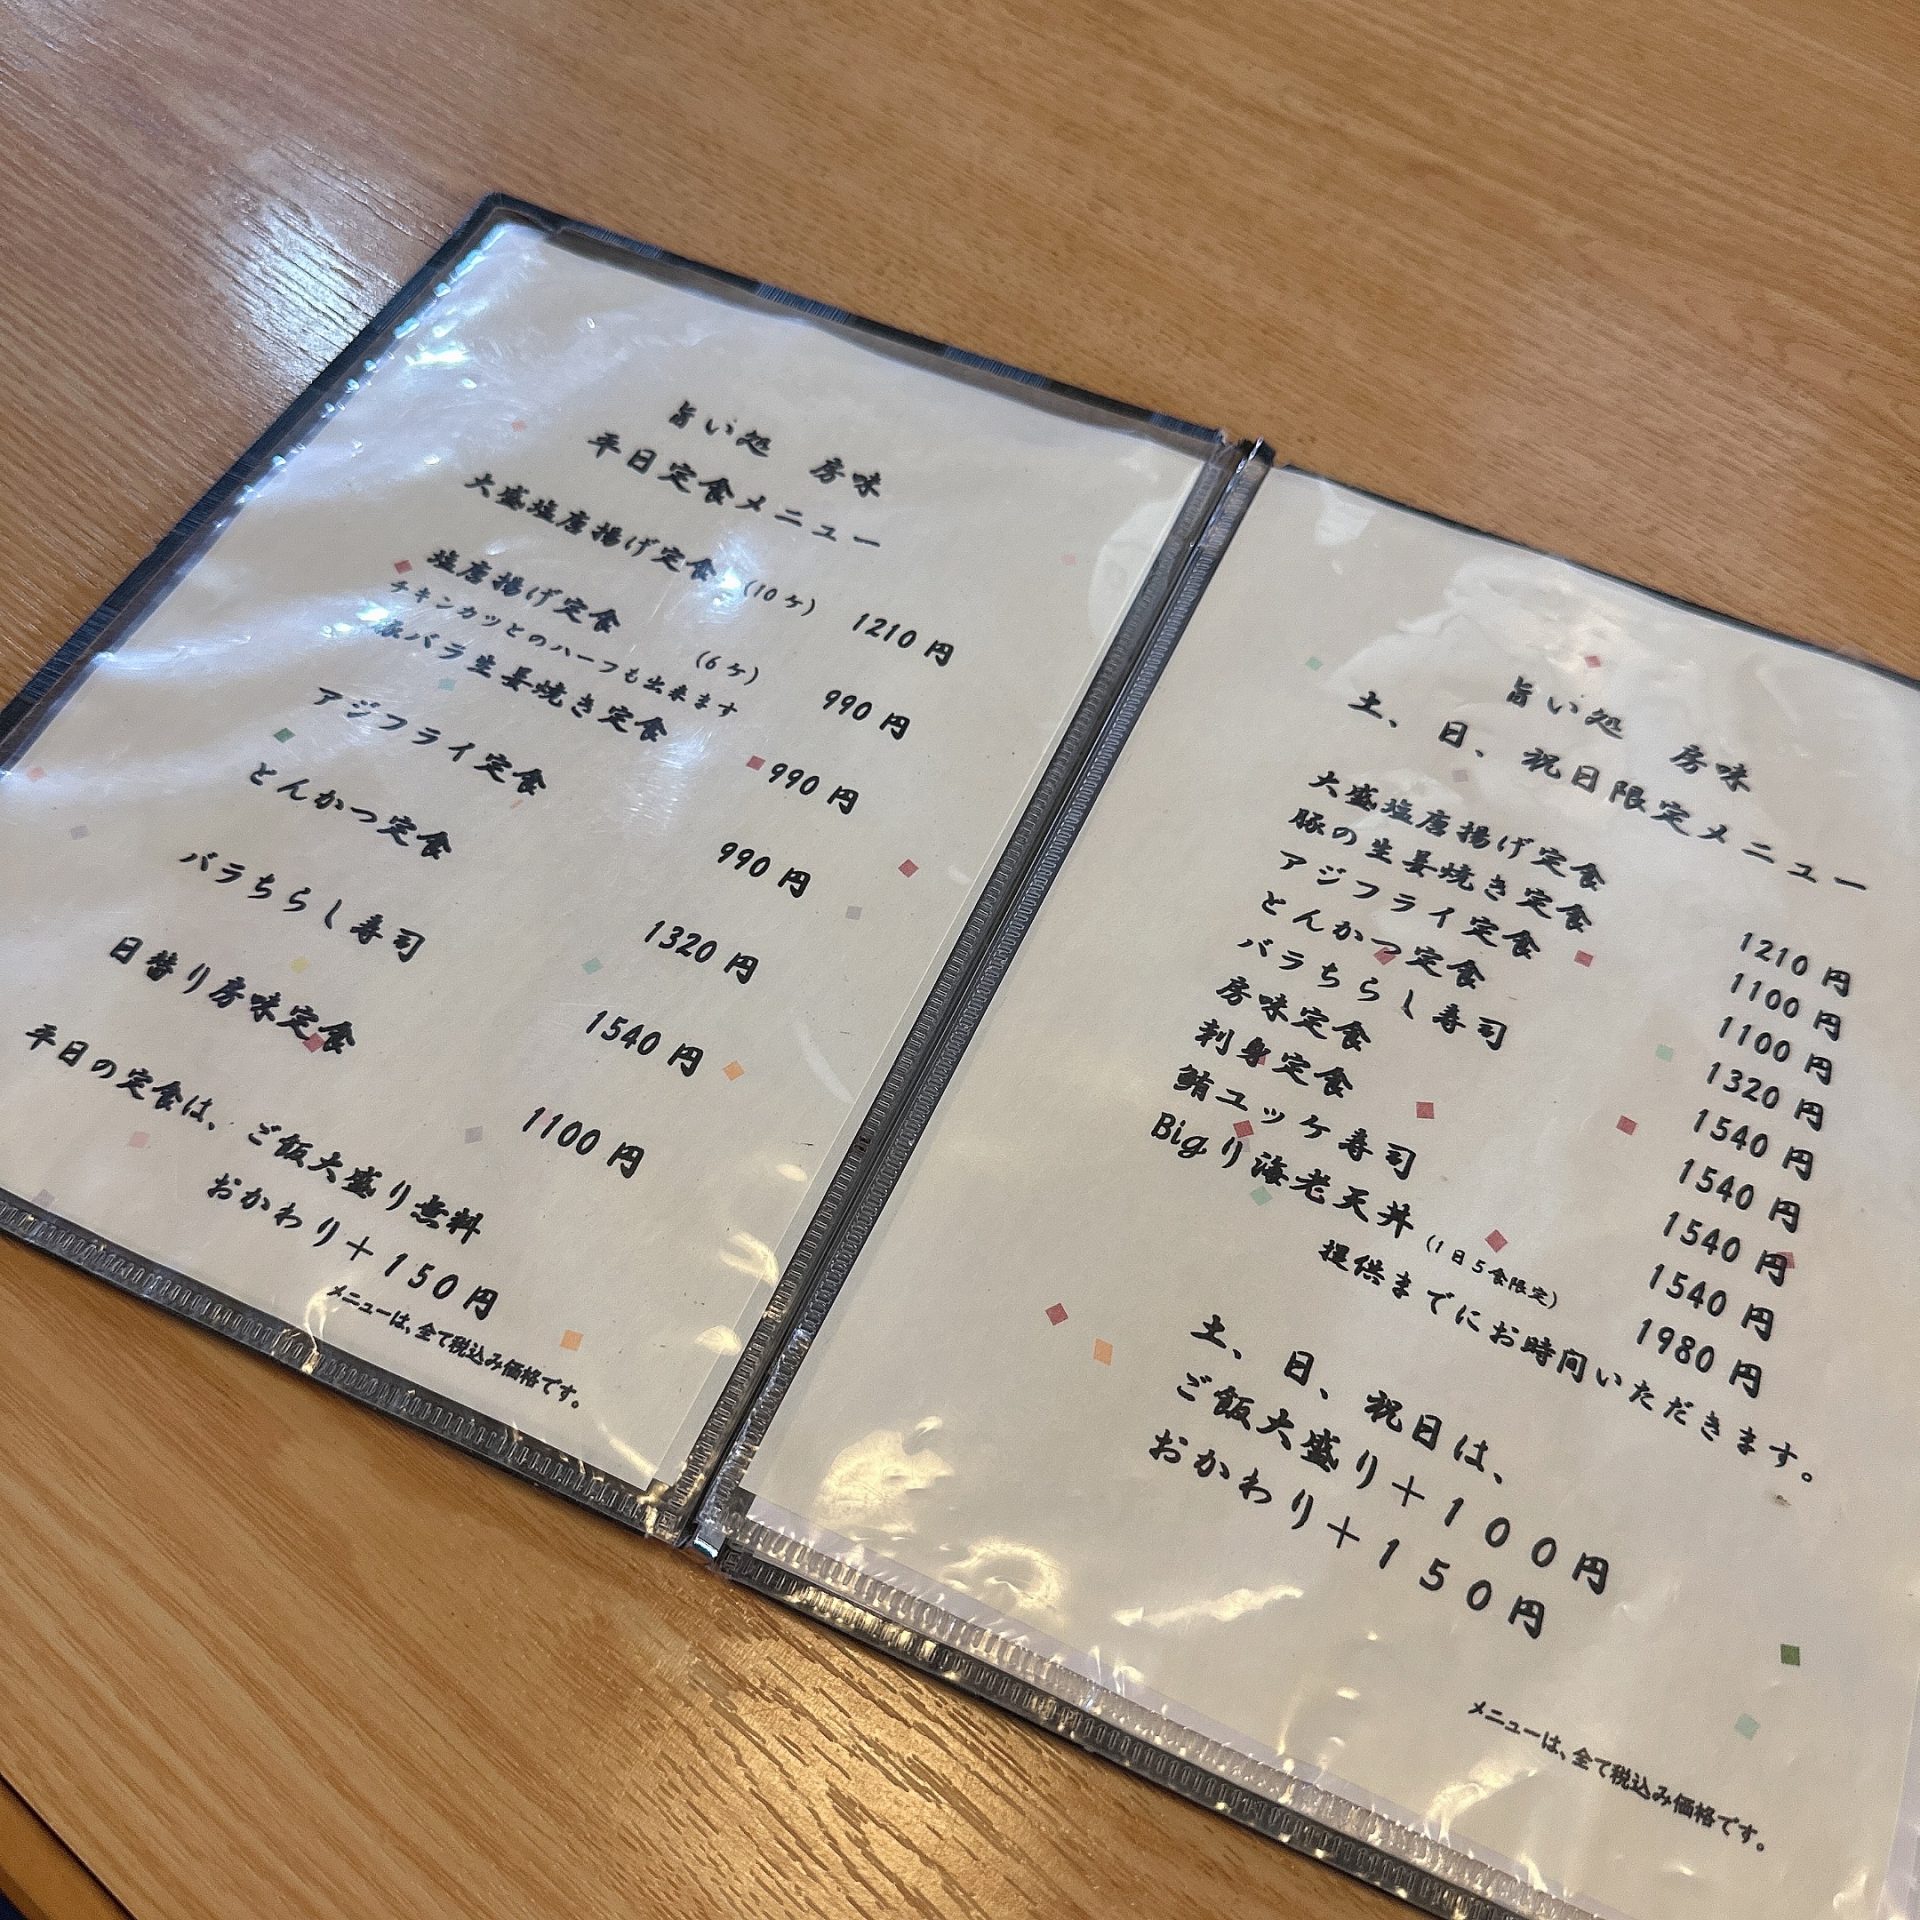 旨い処　房味
平日定食メニュー
大盛塩唐揚げ定食 (10ケ) 1210円
塩唐揚げ定食 (6ケ) 990円
チキンカツとのハーフも出来ます
豚バラ生姜焼き定食 990円
アジフライ定食 990円
とんかつ定食 1320円
バラちらし寿司 1540円
日替り房味定食 1100円
平日の定食は、ご飯大盛り無料
おかわり＋１５０円
メニューは、全て税込み価格です。
旨い処　房味
土、日、祝日限定メニュー
大盛塩唐揚げ定食 1210円
豚の生姜焼き定食 1100円
アジフライ定食 1100円
とんかつ定食 1320円
バラちらし寿司 1540円
房味定食 1540円
刺身定食 1540円
鮪ユッケ寿司 1540円
Bigり海老天丼 (1日5食限定) 1980円
提供までにお時間いただきます。
土、日、祝日は、
ご飯大盛り＋１００円
おかわり＋１５０円
メニューは、全て税込み価格です。